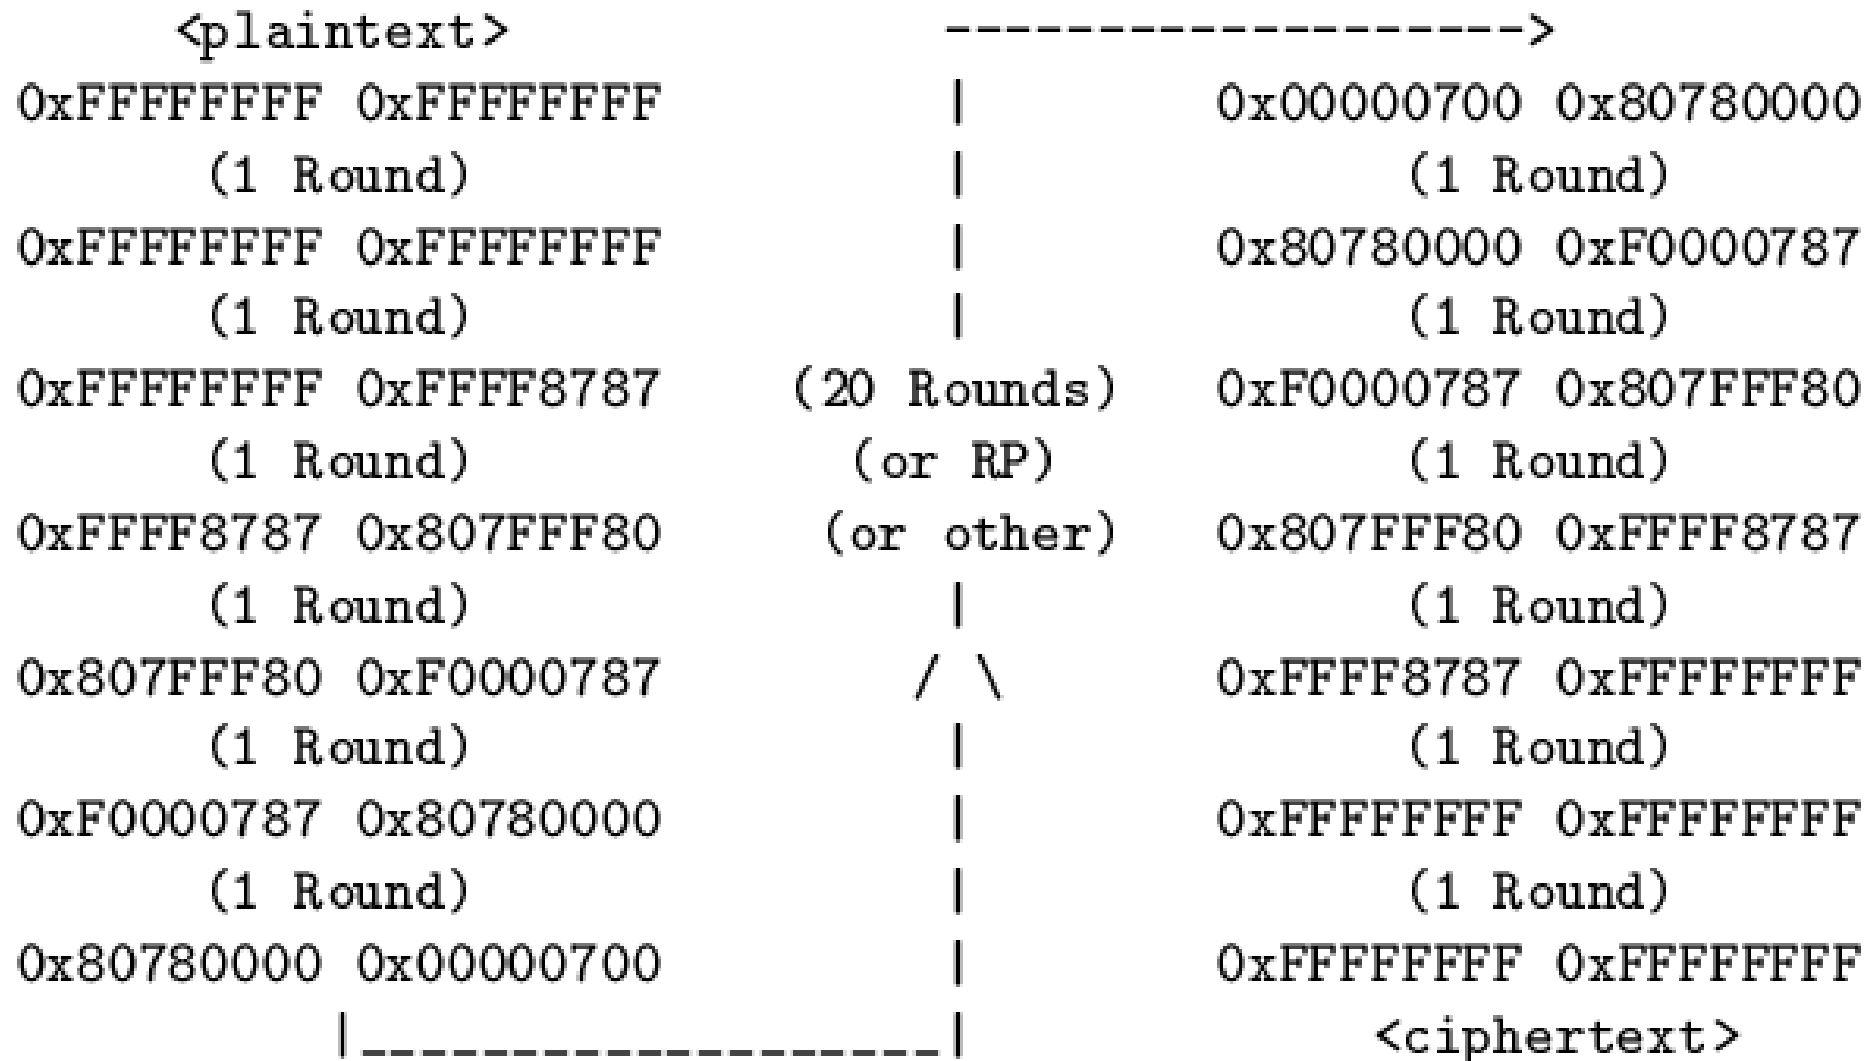 <plaintext> ------------------->
0xFFFFFFFF 0xFFFFFFFF | 0x00000700 0x80780000
(1 Round) | (1 Round)
0xFFFFFFFF 0xFFFFFFFF | 0x80780000 0xF0000787
(1 Round) | (1 Round)
0xFFFFFFFF 0xFFFF8787 (20 Rounds) 0xF0000787 0x807FFF80
(1 Round) (or RP) (1 Round)
0xFFFF8787 0x807FFF80 (or other) 0x807FFF80 0xFFFF8787
(1 Round) | (1 Round)
0x807FFF80 0xF0000787 / \ 0xFFFF8787 0xFFFFFFFF
(1 Round) | (1 Round)
0xF0000787 0x80780000 | 0xFFFFFFFF 0xFFFFFFFF
(1 Round) | (1 Round)
0x80780000 0x00000700 | 0xFFFFFFFF 0xFFFFFFFF
|___________________| <ciphertext>